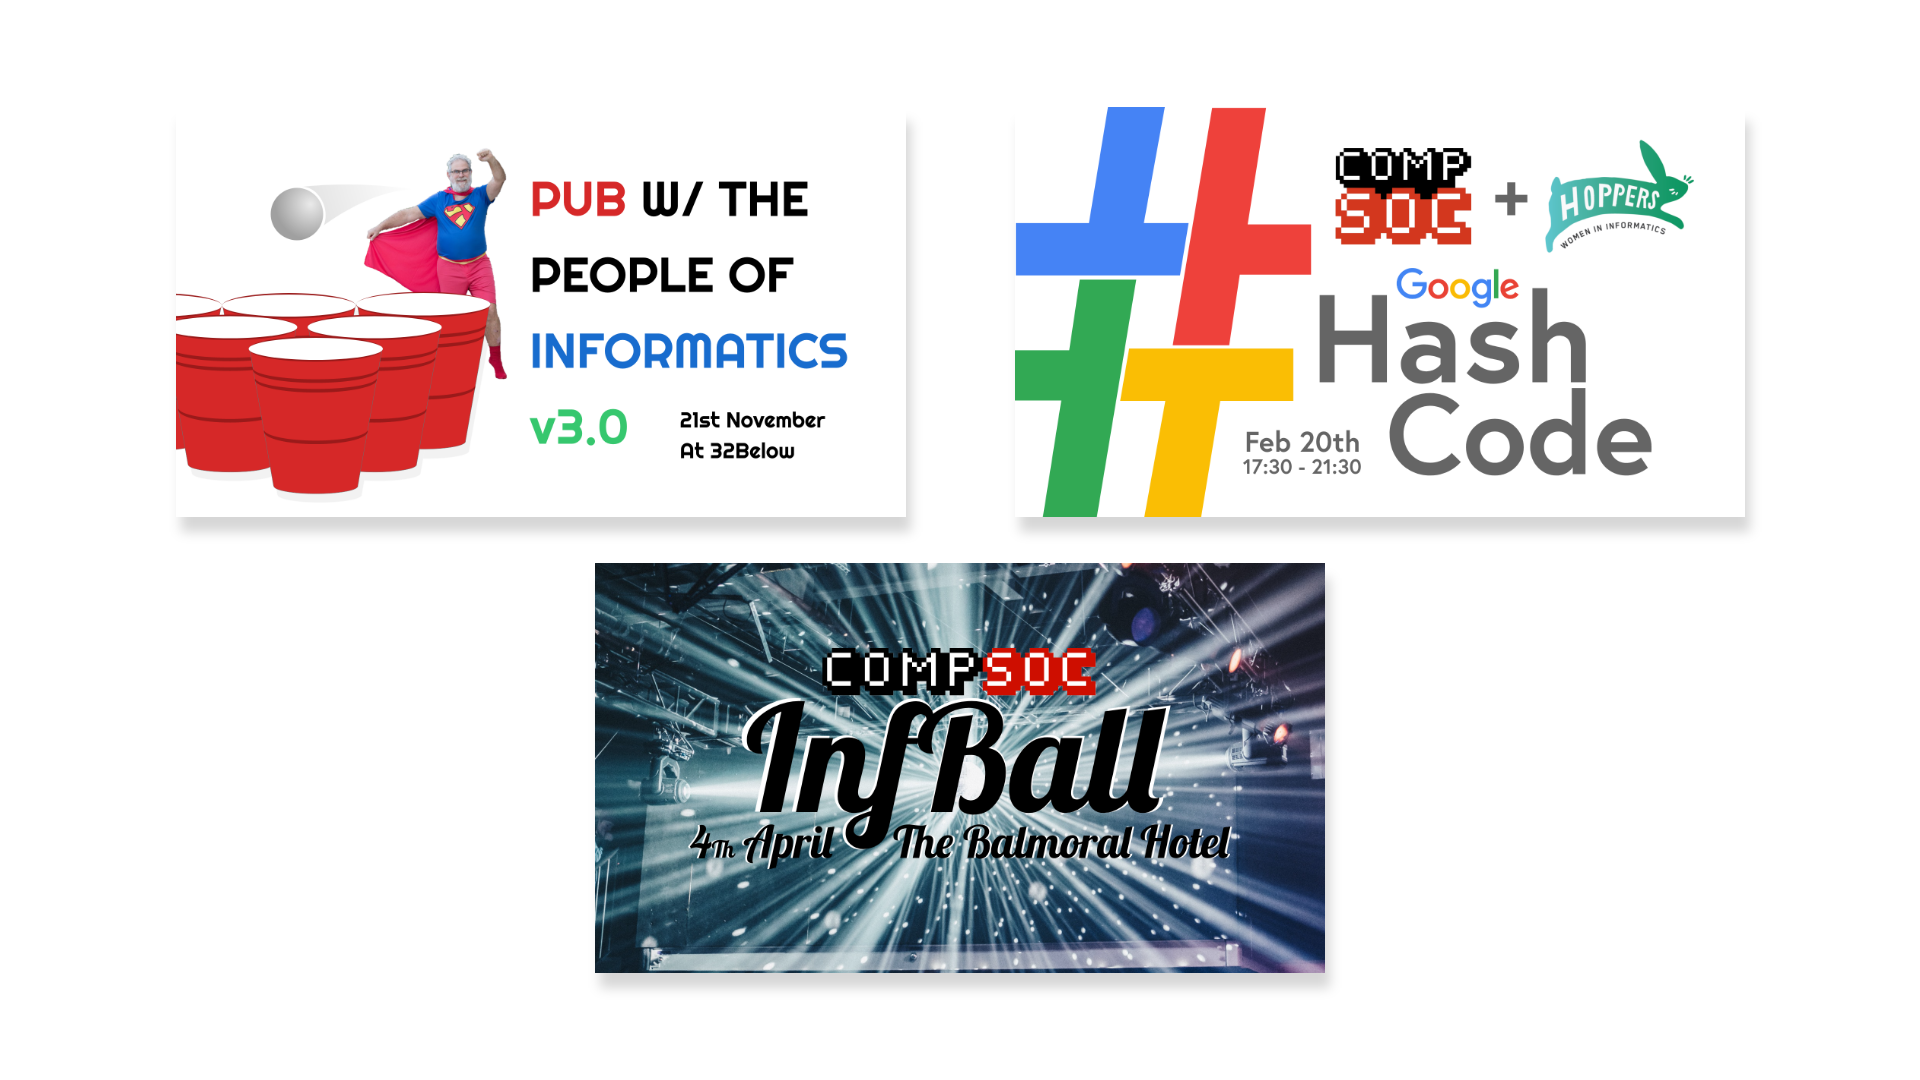 PUB W/ THE
PEOPLE OF
INFORMATICS
v3.0
21st November
At 32Below
COMP
SOC
+
HOPPERS
WOMEN IN INFORMATICS
Google
Hash
Code
Feb 20th
17:30 - 21:30
COMPSOC
InfBall
4Th April The Balmoral Hotel